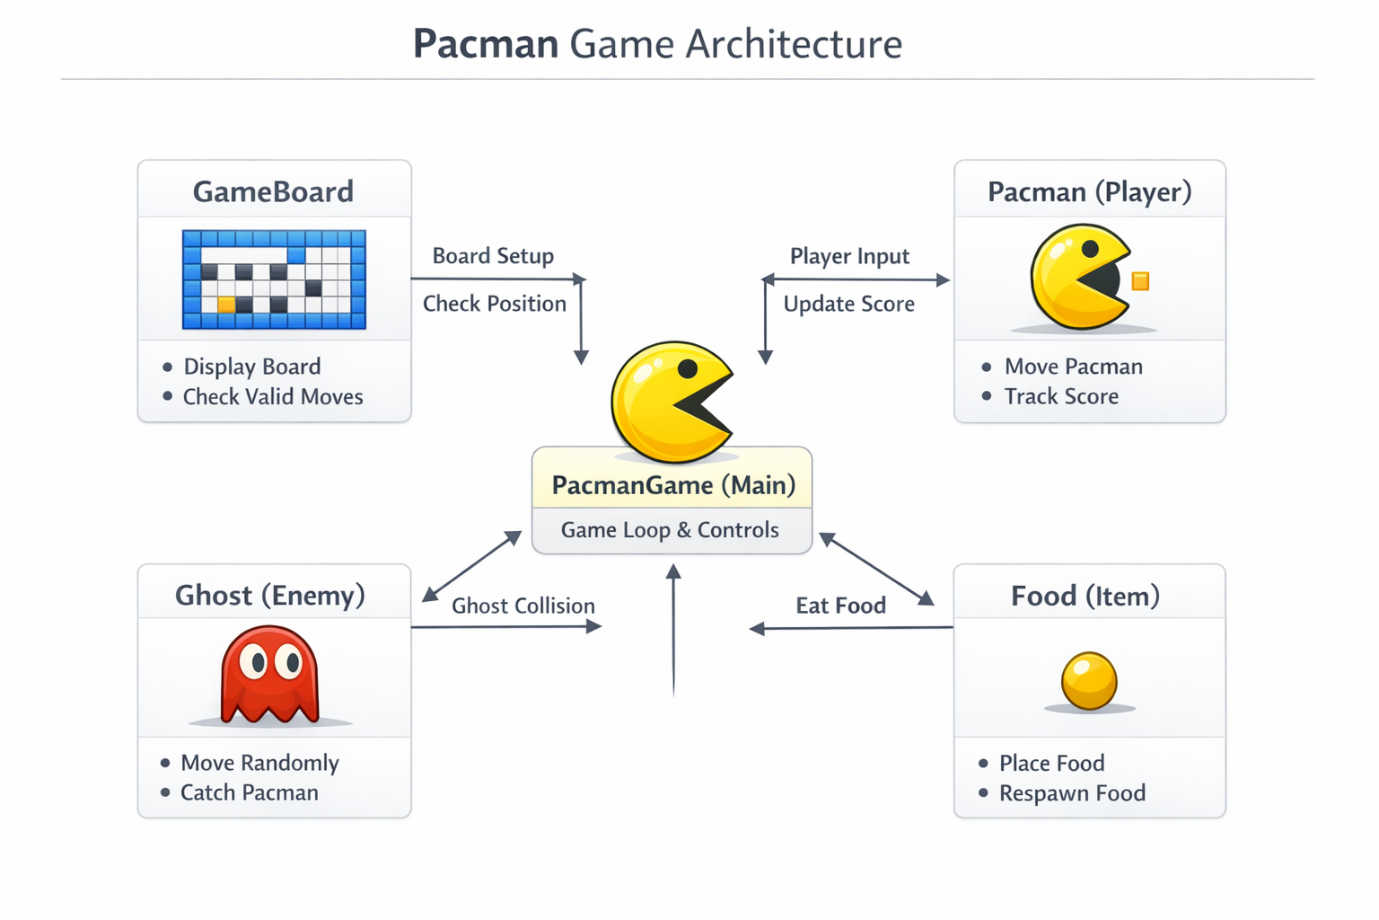 Pacman Game Architecture
GameBoard
Display Board
Check Valid Moves
Board Setup
Check Position
Player Input
Update Score
Pacman (Player)
Move Pacman
Track Score
PacmanGame (Main)
Game Loop & Controls
Ghost (Enemy)
Move Randomly
Catch Pacman
Ghost Collision
Eat Food
Food (Item)
Place Food
Respawn Food